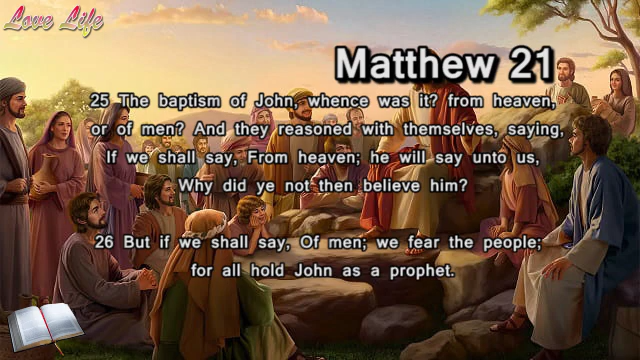 Love Life
Matthew 21
25 The baptism of John, whence was it? from heaven,
or of men? And they reasoned with themselves, saying,
If we shall say, From heaven; he will say unto us,
Why did ye not then believe him?
26 But if we shall say, Of men; we fear the people;
for all hold John as a prophet.